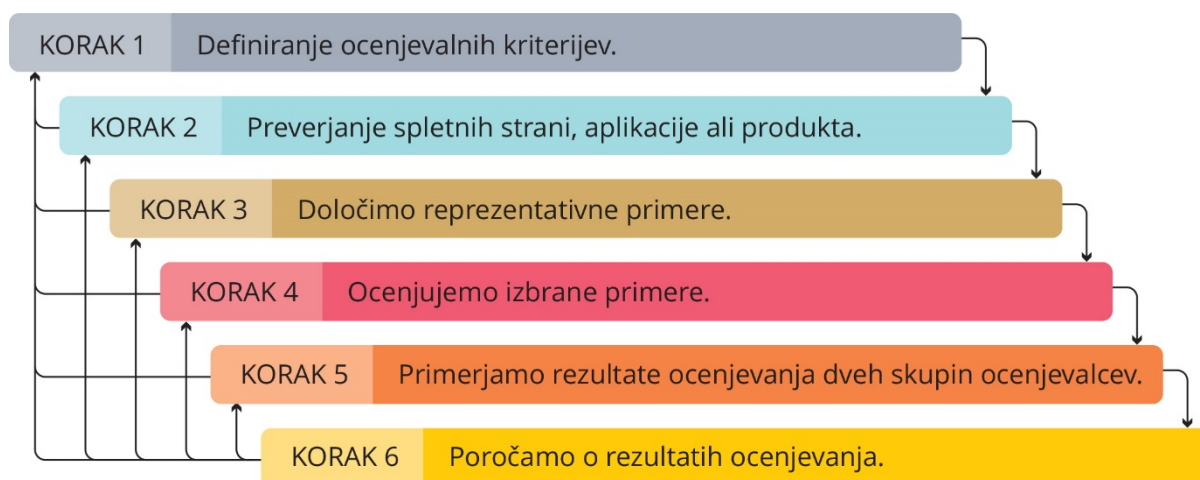 KORAK 1 Definiranje ocenjevalnih kriterijev.
KORAK 2 Preverjanje spletnih strani, aplikacije ali produkta.
KORAK 3 Določimo reprezentativne primere.
KORAK 4 Ocenjujemo izbrane primere.
KORAK 5 Primerjamo rezultate ocenjevanja dveh skupin ocenjevalcev.
KORAK 6 Poročamo o rezultatih ocenjevanja.